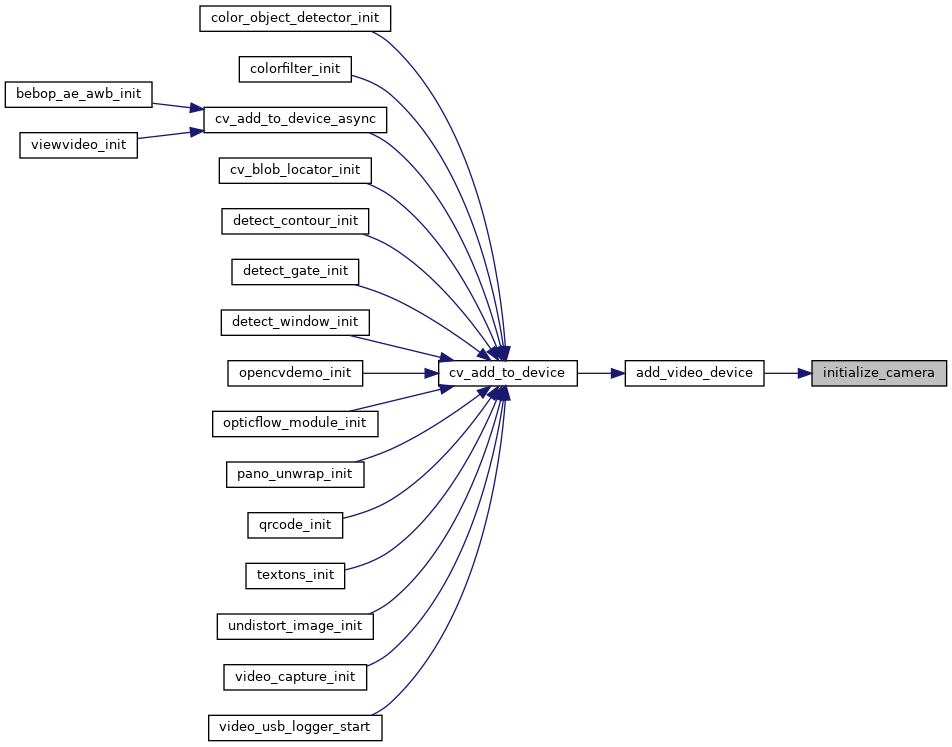 color_object_detector_init
colorfilter_init
bebop_ae_awb_init
cv_add_to_device_async
viewvideo_init
cv_blob_locator_init
detect_contour_init
detect_gate_init
detect_window_init
opencvdemo_init
cv_add_to_device
add_video_device
initialize_camera
opticflow_module_init
pano_unwrap_init
qrcode_init
textons_init
undistort_image_init
video_capture_init
video_usb_logger_start